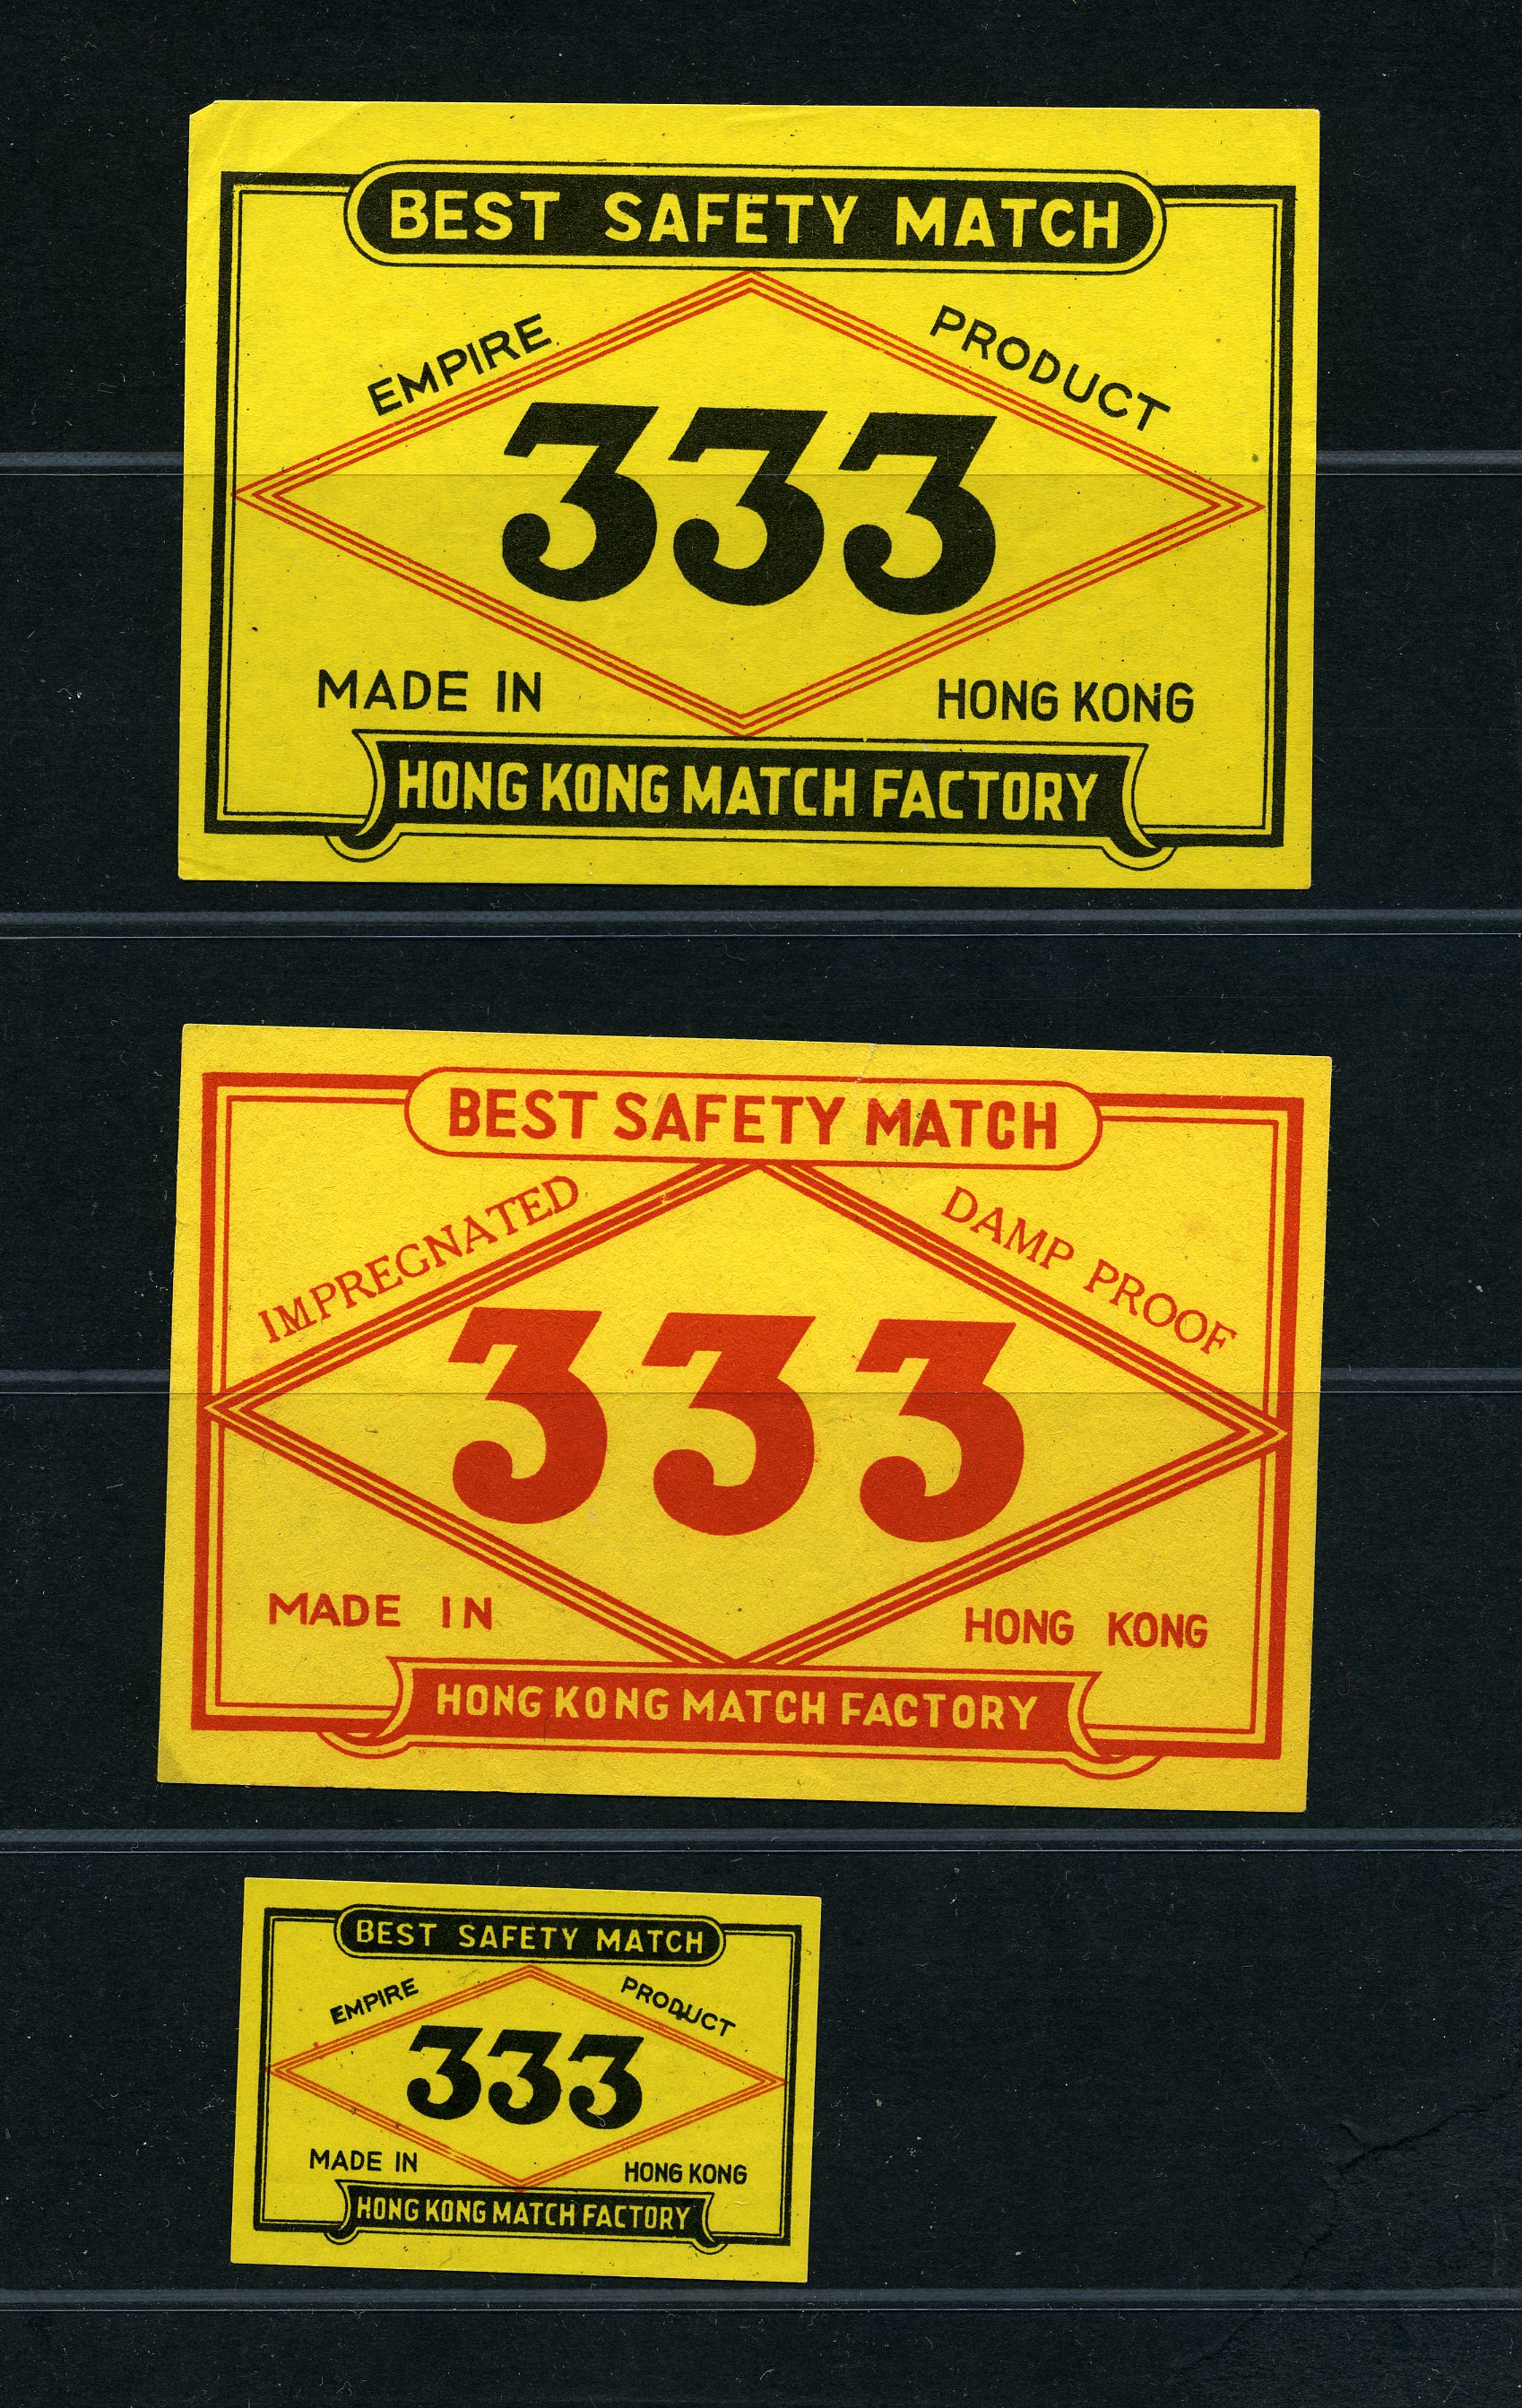 BEST SAFETY MATCH
EMPIRE PRODUCT
333
MADE IN HONG KONG
HONG KONG MATCH FACTORY
BEST SAFETY MATCH
IMPREGNATED DAMP PROOF
333
MADE IN HONG KONG
HONG KONG MATCH FACTORY
BEST SAFETY MATCH
EMPIRE PRODUCT
333
MADE IN HONG KONG
HONG KONG MATCH FACTORY